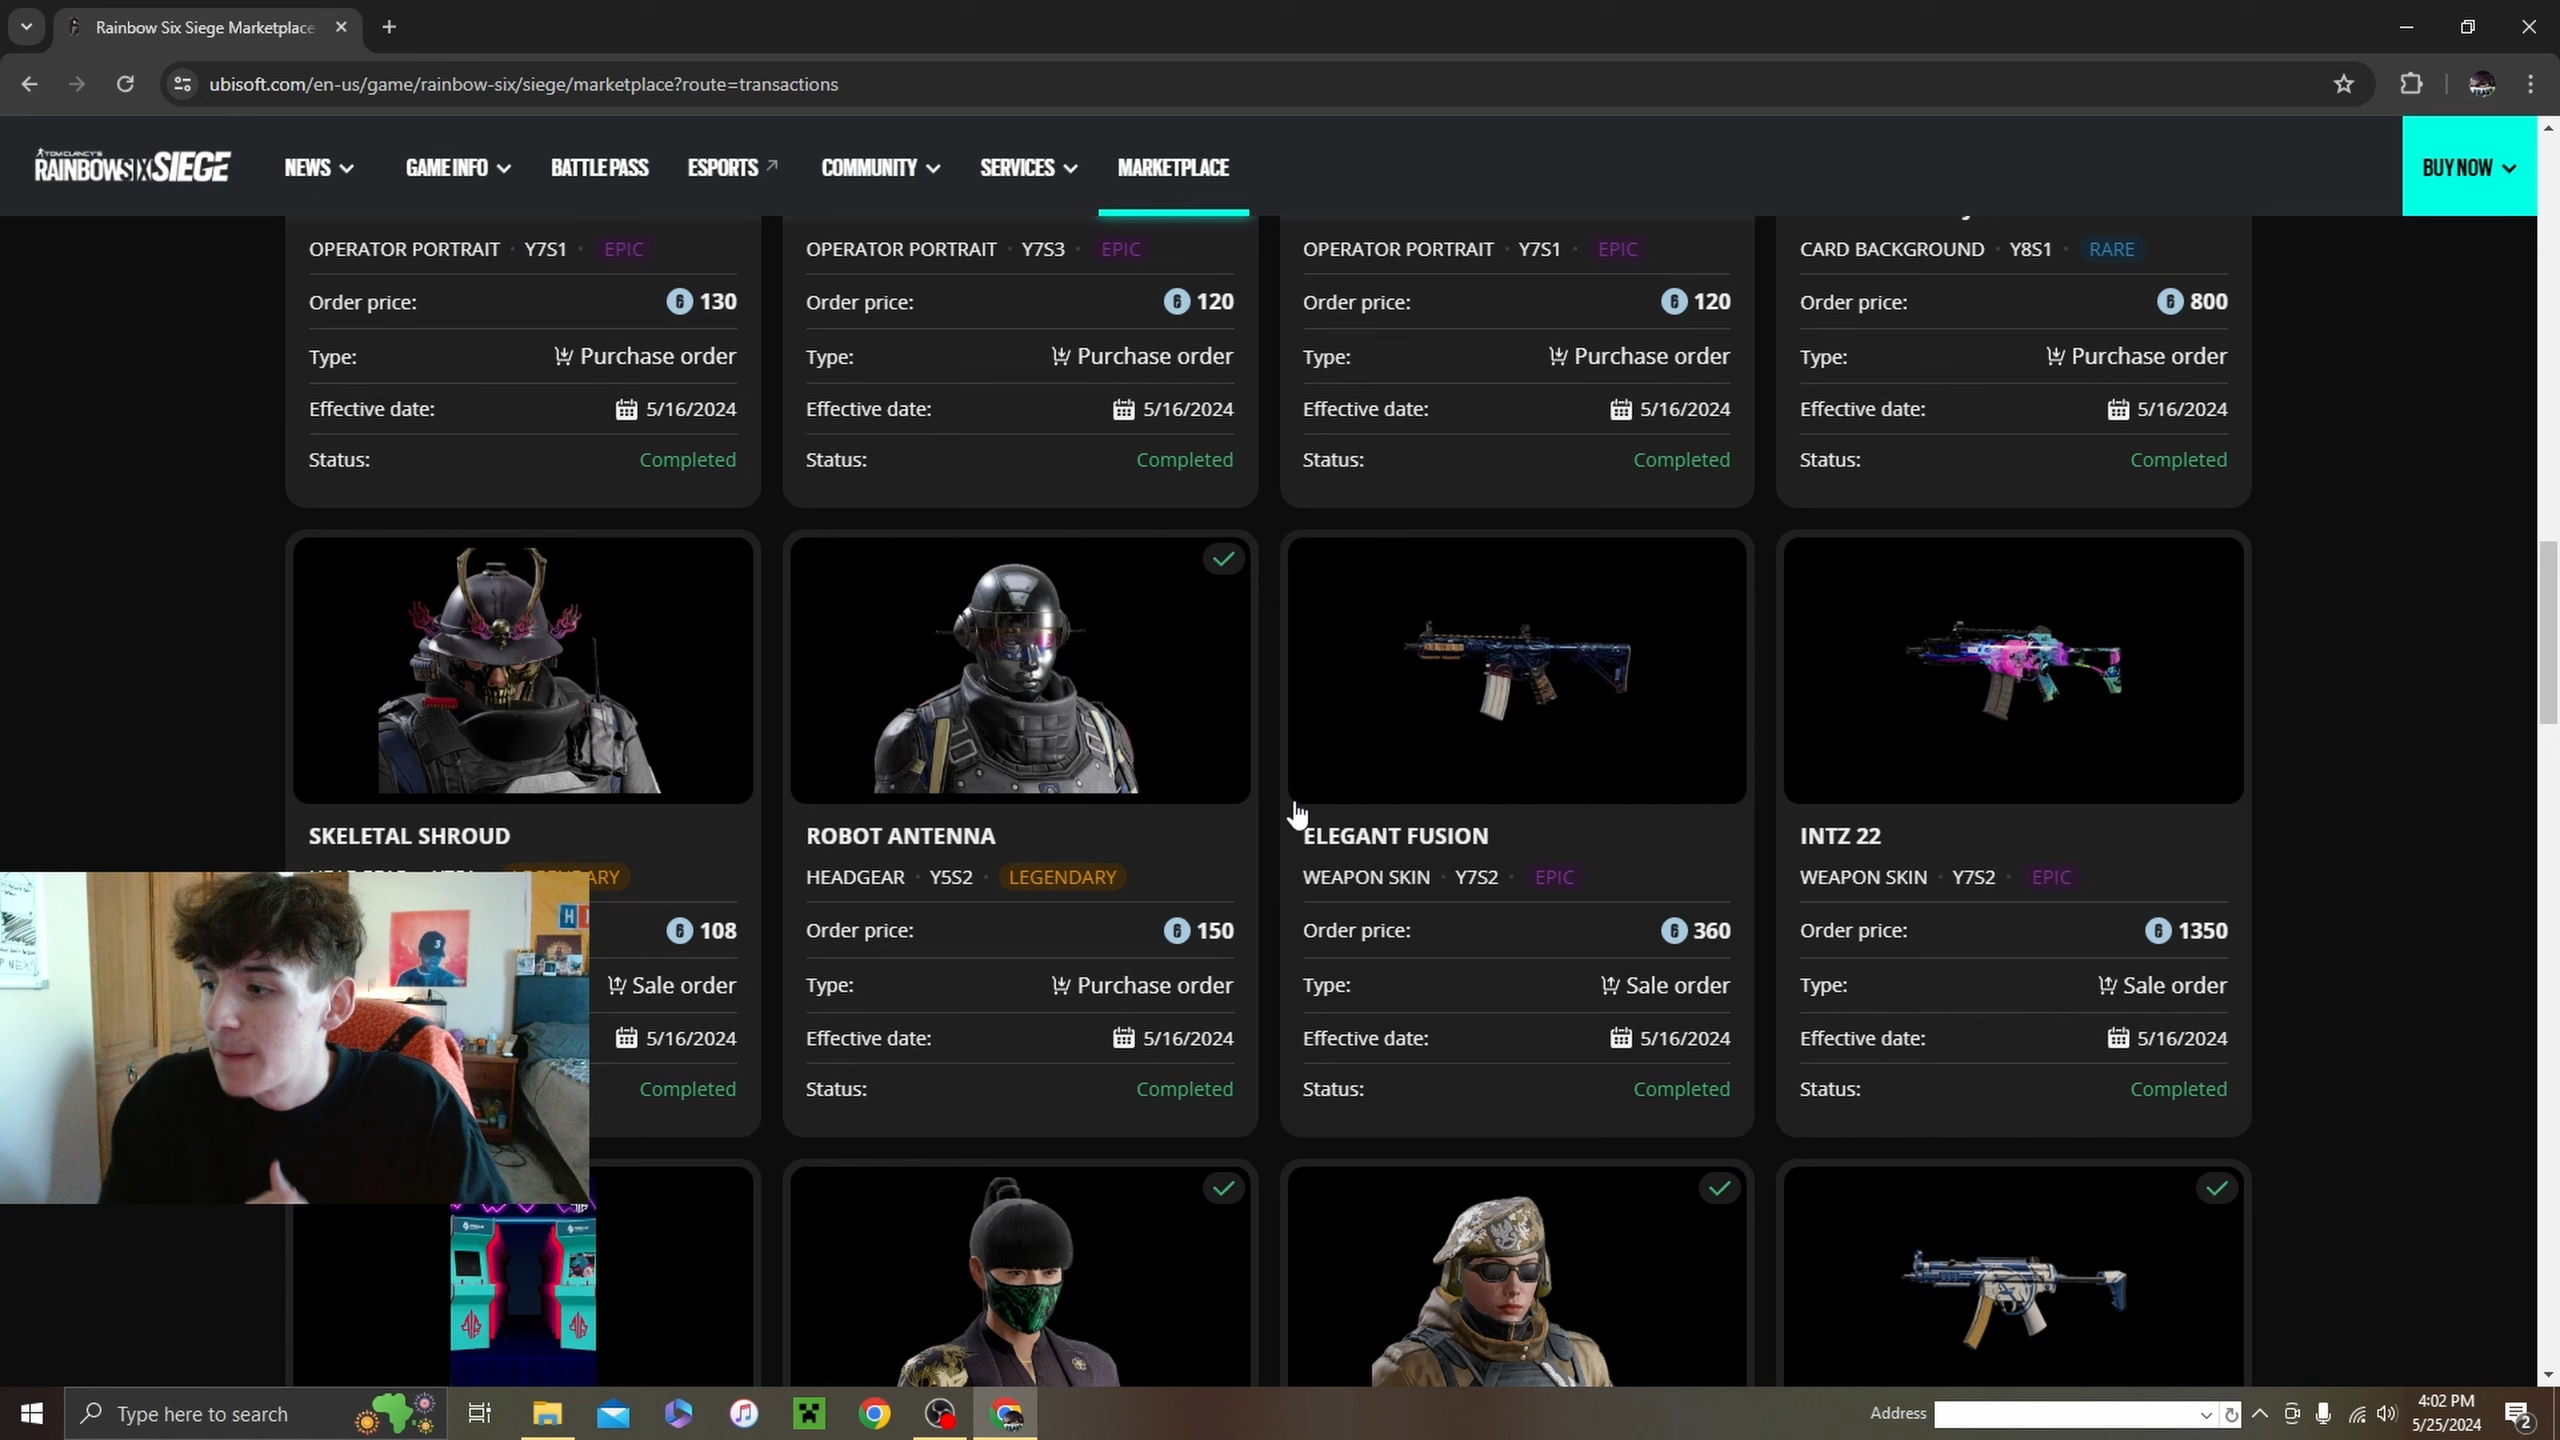 Rainbow Six Siege Marketplace
ubisoft.com/en-us/game/rainbow-six/siege/marketplace?route=transactions
TOM CLANCY'S
RAINBOW SIX SIEGE
NEWS
GAME INFO
BATTLE PASS
ESPORTS
COMMUNITY
SERVICES
MARKETPLACE
BUY NOW
OPERATOR PORTRAIT · Y7S1 · EPIC
Order price: 130
Type: Purchase order
Effective date: 5/16/2024
Status: Completed
OPERATOR PORTRAIT · Y7S3 · EPIC
Order price: 120
Type: Purchase order
Effective date: 5/16/2024
Status: Completed
OPERATOR PORTRAIT · Y7S1 · EPIC
Order price: 120
Type: Purchase order
Effective date: 5/16/2024
Status: Completed
CARD BACKGROUND · Y8S1 · RARE
Order price: 800
Type: Purchase order
Effective date: 5/16/2024
Status: Completed
SKELETAL SHROUD
108
Sale order
5/16/2024
Completed
ROBOT ANTENNA
HEADGEAR · Y5S2 · LEGENDARY
Order price: 150
Type: Purchase order
Effective date: 5/16/2024
Status: Completed
ELEGANT FUSION
WEAPON SKIN · Y7S2 · EPIC
Order price: 360
Type: Sale order
Effective date: 5/16/2024
Status: Completed
INTZ 22
WEAPON SKIN · Y7S2 · EPIC
Order price: 1350
Type: Sale order
Effective date: 5/16/2024
Status: Completed
Type here to search
Address
4:02 PM
5/25/2024
2